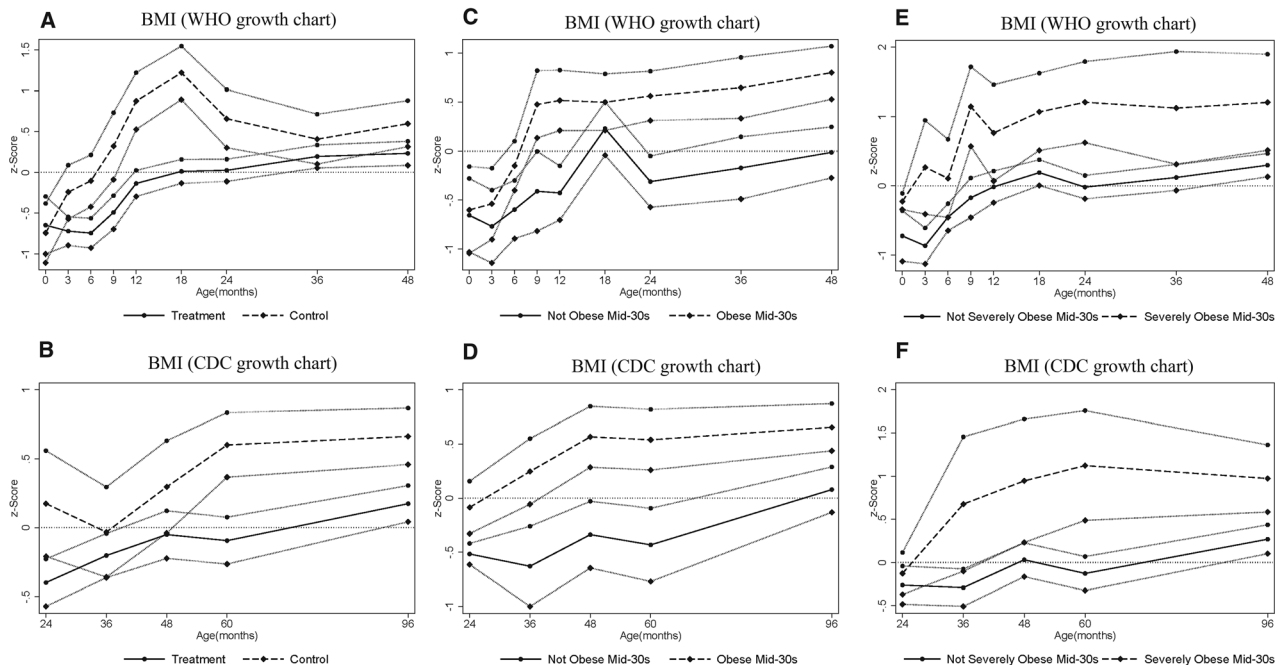 A
BMI (WHO growth chart)
1.5
1
.5
0
-.5
-1
z-Score
0 3 6 9 12 18 24 36 48
Age(months)
Treatment Control
C
BMI (WHO growth chart)
1
.5
0
-.5
-1
z-Score
0 3 6 9 12 18 24 36 48
Age(months)
Not Obese Mid-30s Obese Mid-30s
E
BMI (WHO growth chart)
2
1
0
-1
z-Score
0 3 6 9 12 18 24 36 48
Age(months)
Not Severely Obese Mid-30s Severely Obese Mid-30s
B
BMI (CDC growth chart)
1
.5
0
-.5
z-Score
24 36 48 60 96
Age(months)
Treatment Control
D
BMI (CDC growth chart)
1
.5
0
-.5
-1
z-Score
24 36 48 60 96
Age(months)
Not Obese Mid-30s Obese Mid-30s
F
BMI (CDC growth chart)
2
1.5
1
.5
0
-.5
z-Score
24 36 48 60 96
Age(months)
Not Severely Obese Mid-30s Severely Obese Mid-30s